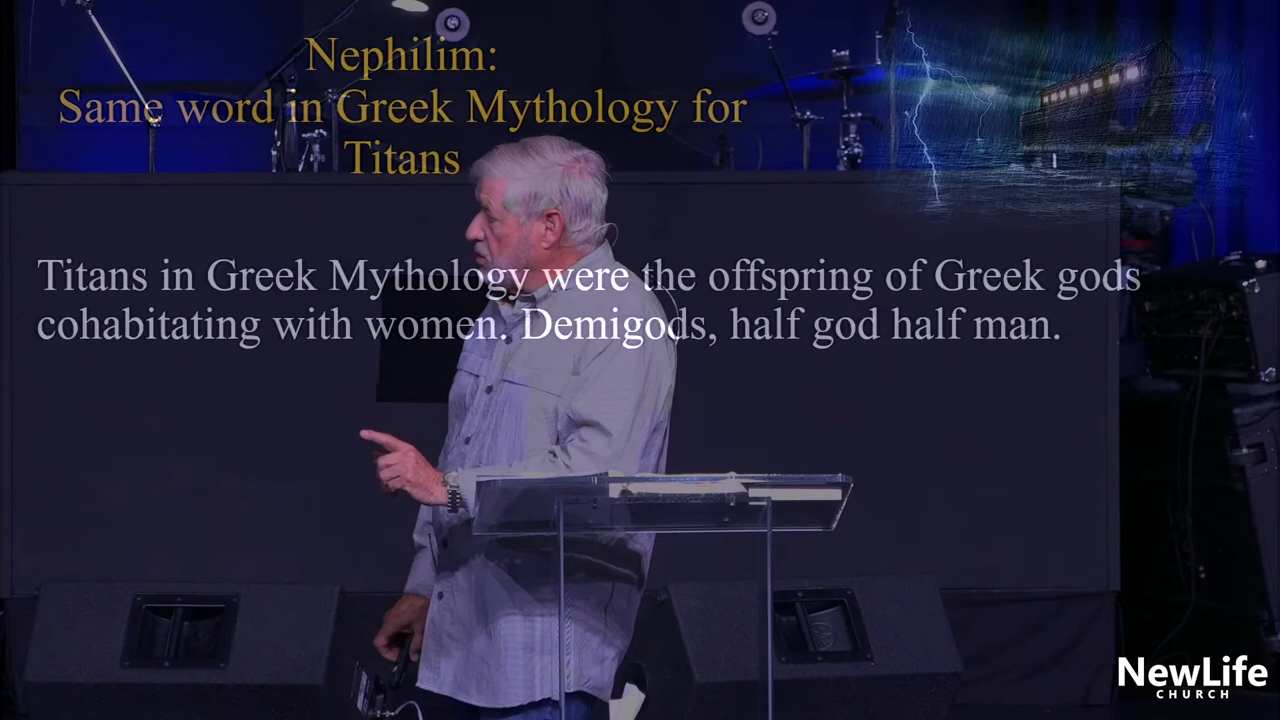 Nephilim:
Same word in Greek Mythology for
Titans
Titans in Greek Mythology were the offspring of Greek gods
cohabitating with women. Demigods, half god half man.
NewLife
CHURCH